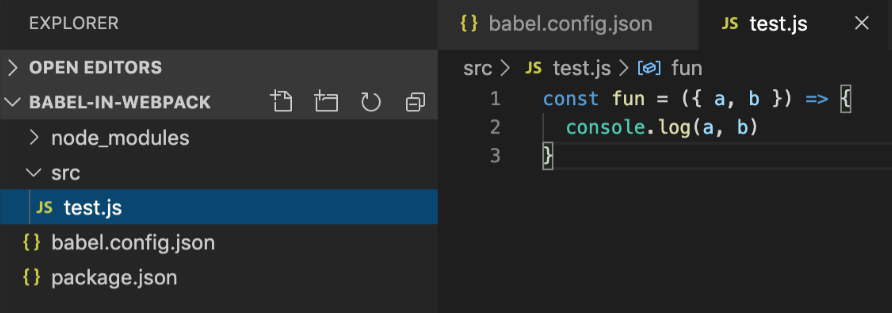 EXPLORER
OPEN EDITORS
BABEL-IN-WEBPACK
node_modules
src
JS test.js
{} babel.config.json
{} package.json
{} babel.config.json
JS test.js
src > JS test.js > fun
1 const fun = ({ a, b }) => {
2 console.log(a, b)
3 }